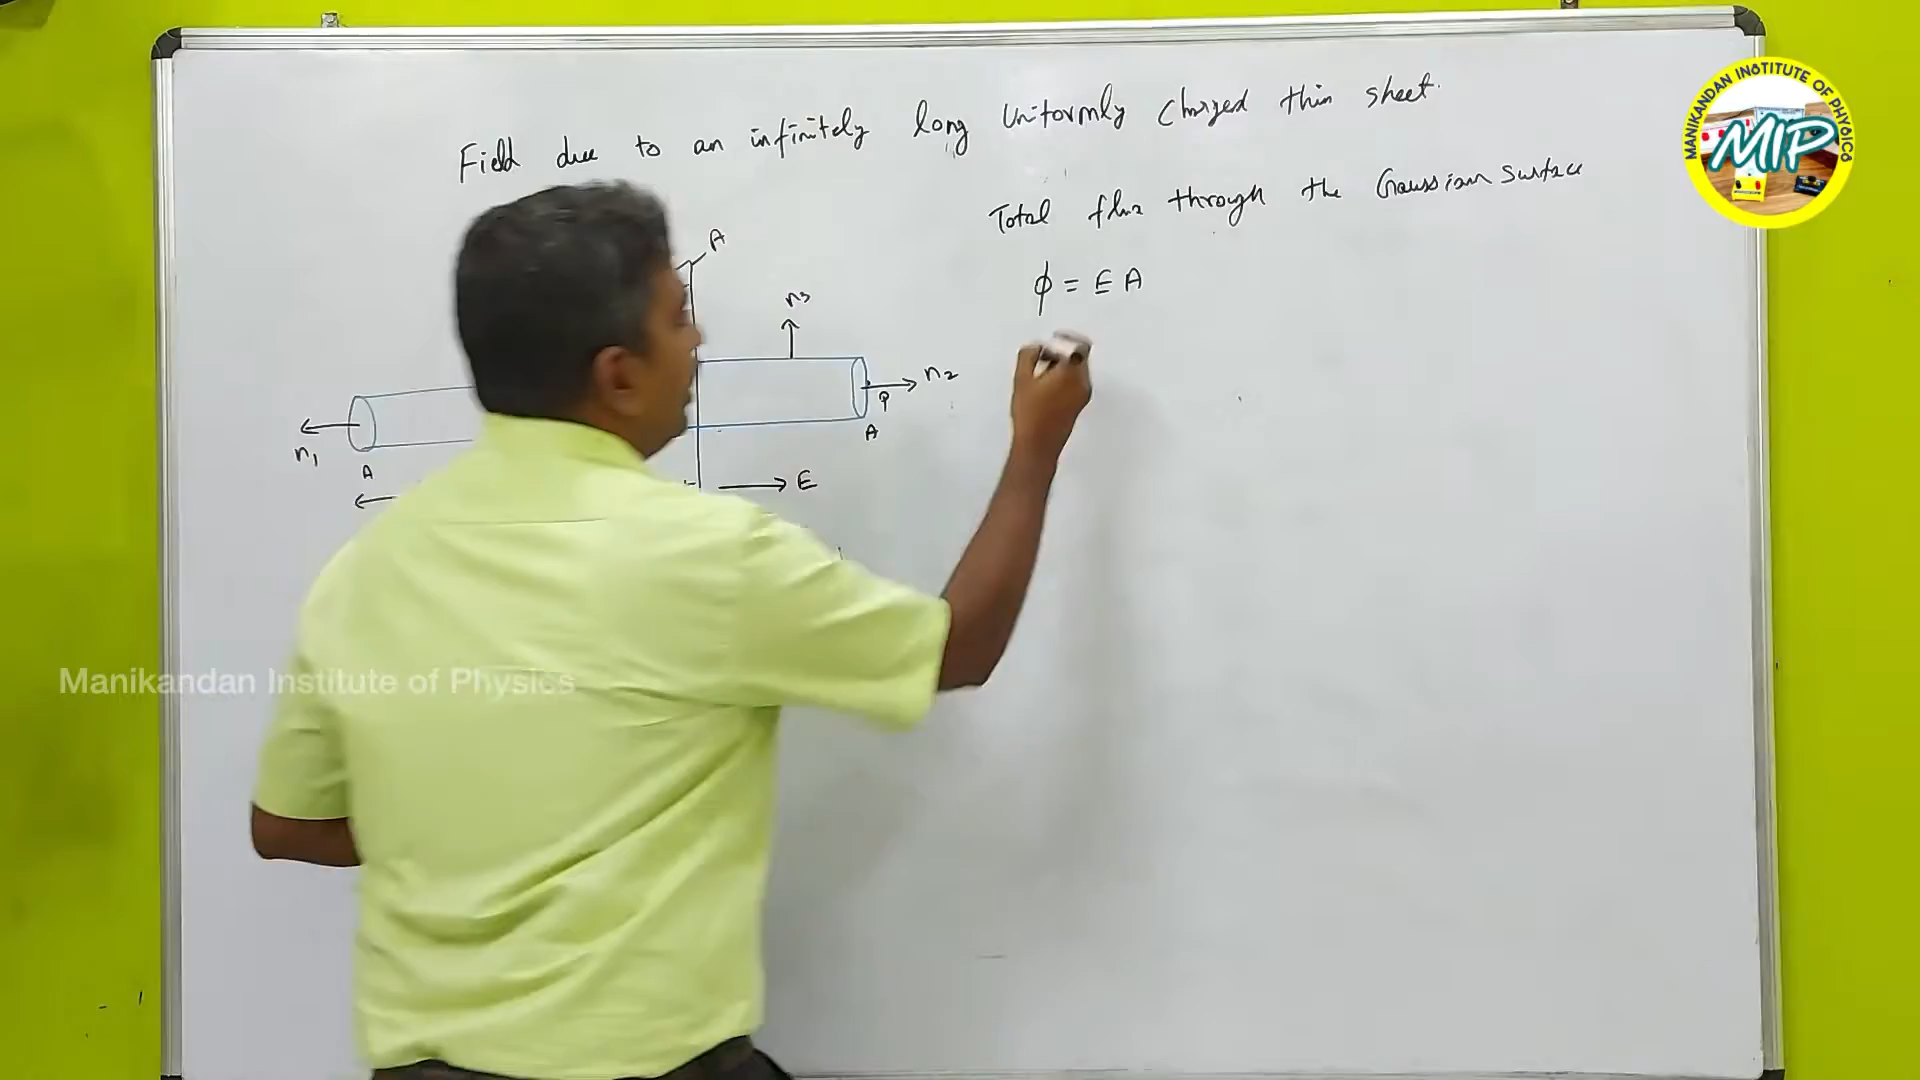 Field due to an infinitely long Uniformly Charged thin sheet.
Total flux through the Gaussian Surface
ϕ = E A
A
n3
n2
P
A
n1
A
E
MANIKANDAN INSTITUTE OF PHYSICS
MIP
Manikandan Institute of Physics